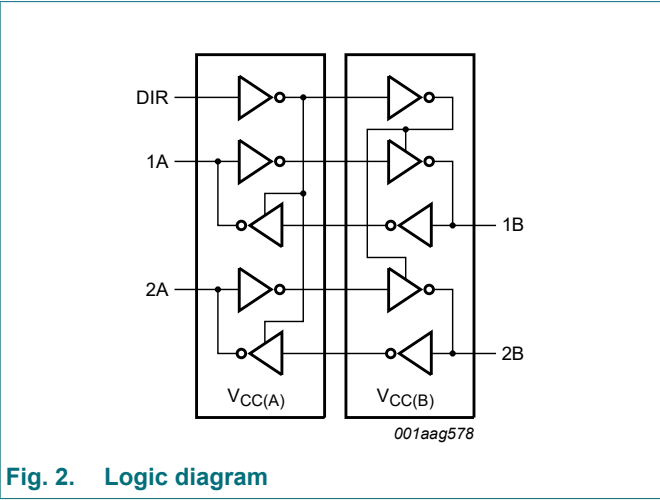 DIR
1A
1B
2A
2B
VCC(A)
VCC(B)
001aag578
Fig. 2. Logic diagram